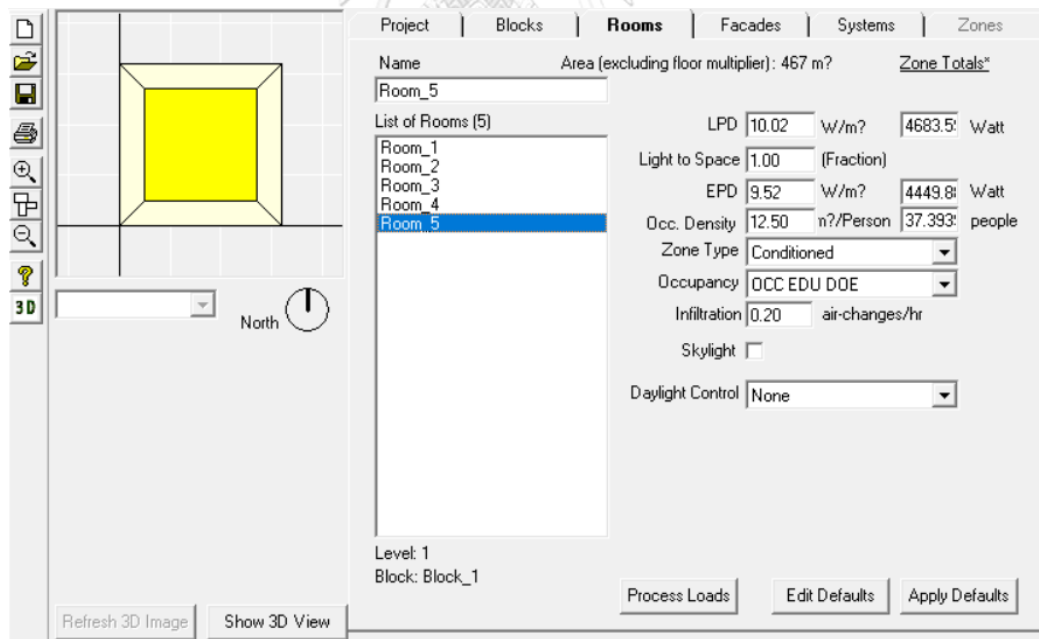 Project Blocks Rooms Facades Systems Zones
Name Area (excluding floor multiplier) : 467 m? Zone Totals*
Room_5
List of Rooms (5)
Room_1
Room_2
Room_3
Room_4
Room_5
LPD 10.02 W/m? 4683.5 Watt
Light to Space 1.00 (Fraction)
EPD 9.52 W/m? 4449.8 Watt
Occ. Density 12.50 m?/Person 37.393 people
Zone Type Conditioned
Occupancy OCC EDU DOE
Infiltration 0.20 air-changes/hr
Skylight
Daylight Control None
3D
North
Level: 1
Block: Block_1
Process Loads Edit Defaults Apply Defaults
Refresh 3D Image Show 3D View